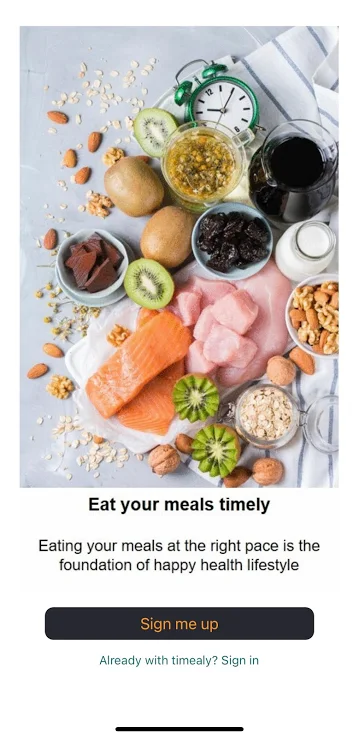 Eat your meals timely
Eating your meals at the right pace is the
foundation of happy health lifestyle
Sign me up
Already with timealy? Sign in